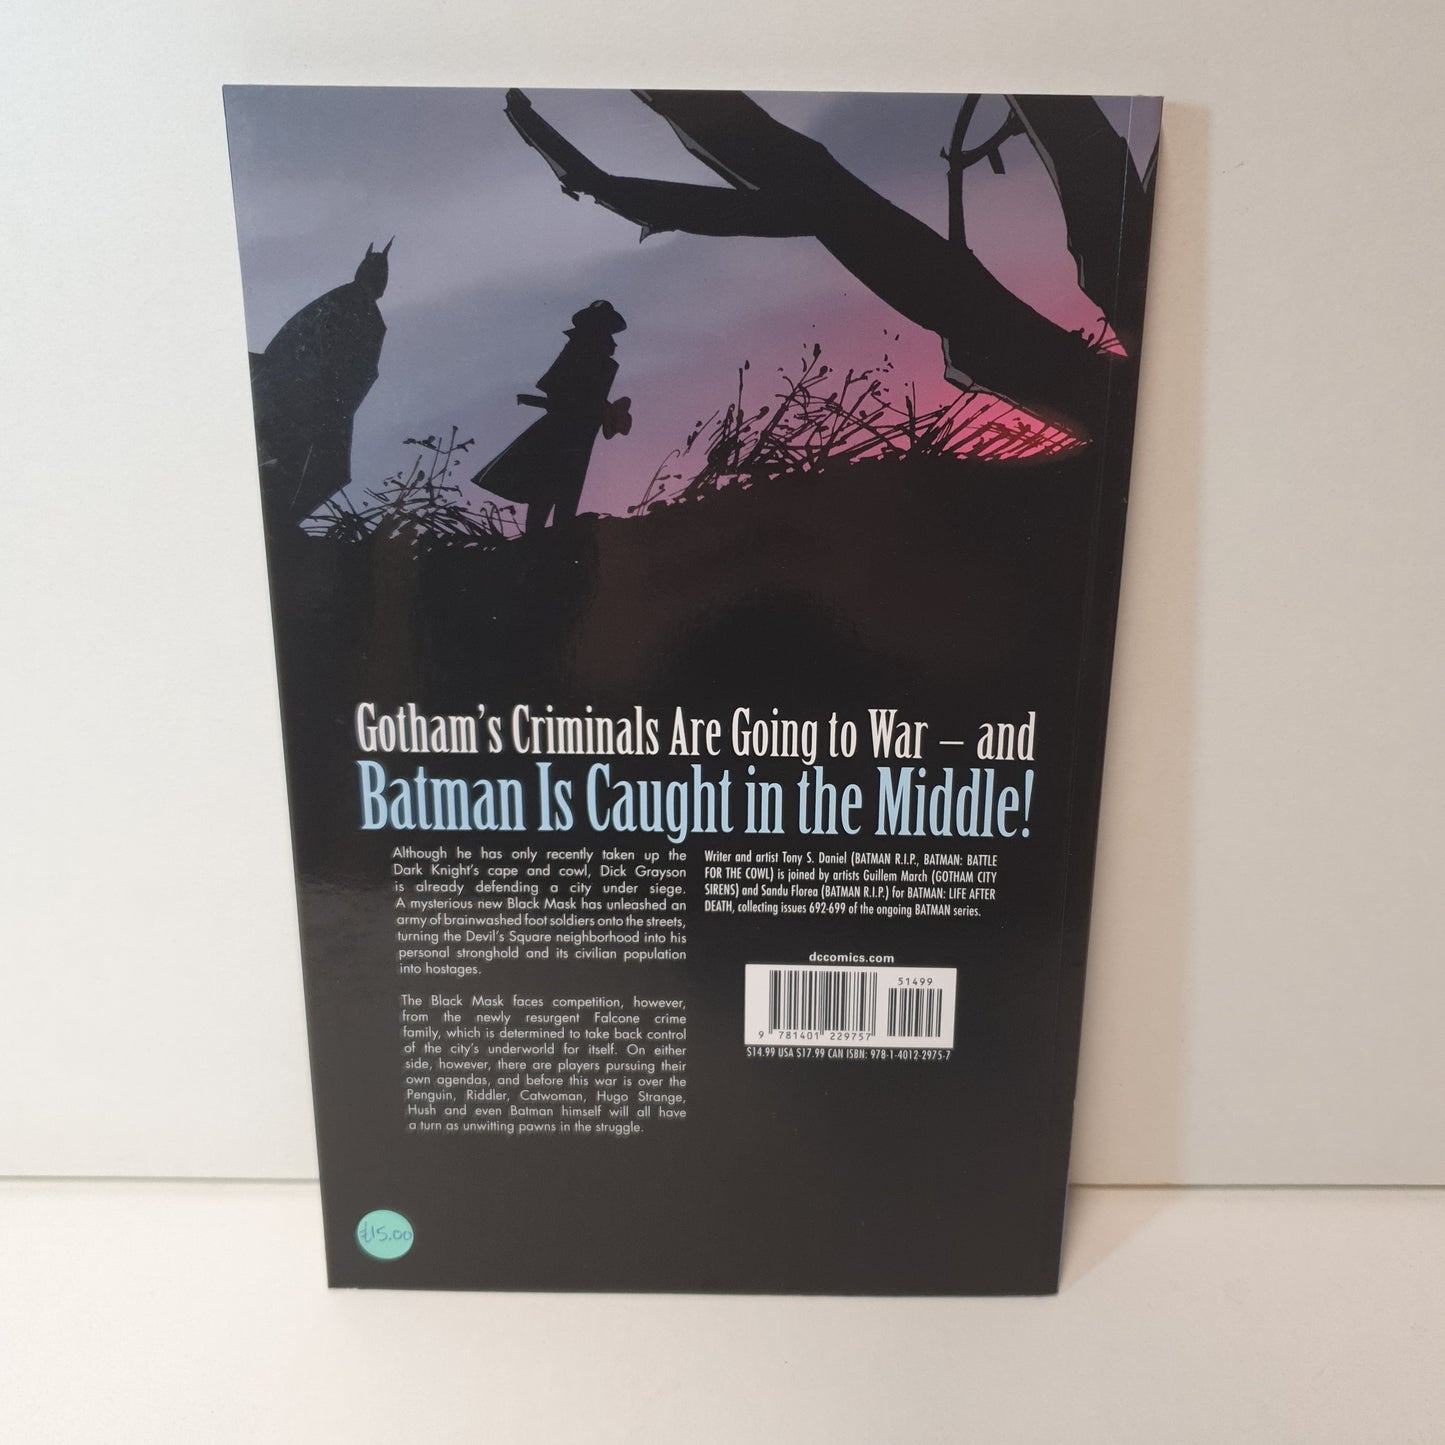 Gotham's Criminals Are Going to War – and
Batman Is Caught in the Middle!
Although he has only recently taken up the
Dark Knight's cape and cowl, Dick Grayson
is already defending a city under siege.
A mysterious new Black Mask has unleashed an
army of brainwashed foot soldiers onto the streets,
turning the Devil's Square neighborhood into his
personal stronghold and its civilian population
into hostages.
The Black Mask faces competition, however,
from the newly resurgent Falcone crime
family, which is determined to take back control
of the city's underworld for itself. On either
side, however, there are players pursuing their
own agendas, and before this war is over the
Penguin, Riddler, Catwoman, Hugo Strange,
Hush and even Batman himself will all have
a turn as unwitting pawns in the struggle.
Writer and artist Tony S. Daniel (BATMAN R.I.P., BATMAN: BATTLE
FOR THE COWL) is joined by artists Guillem March (GOTHAM CITY
SIRENS) and Sandu Florea (BATMAN R.I.P.) for BATMAN: LIFE AFTER
DEATH, collecting issues 692-699 of the ongoing BATMAN series.
dccomics.com
51499
9 781401 229757
$14.99 USA $17.99 CAN ISBN: 978-1-4012-2975-7
£15.00